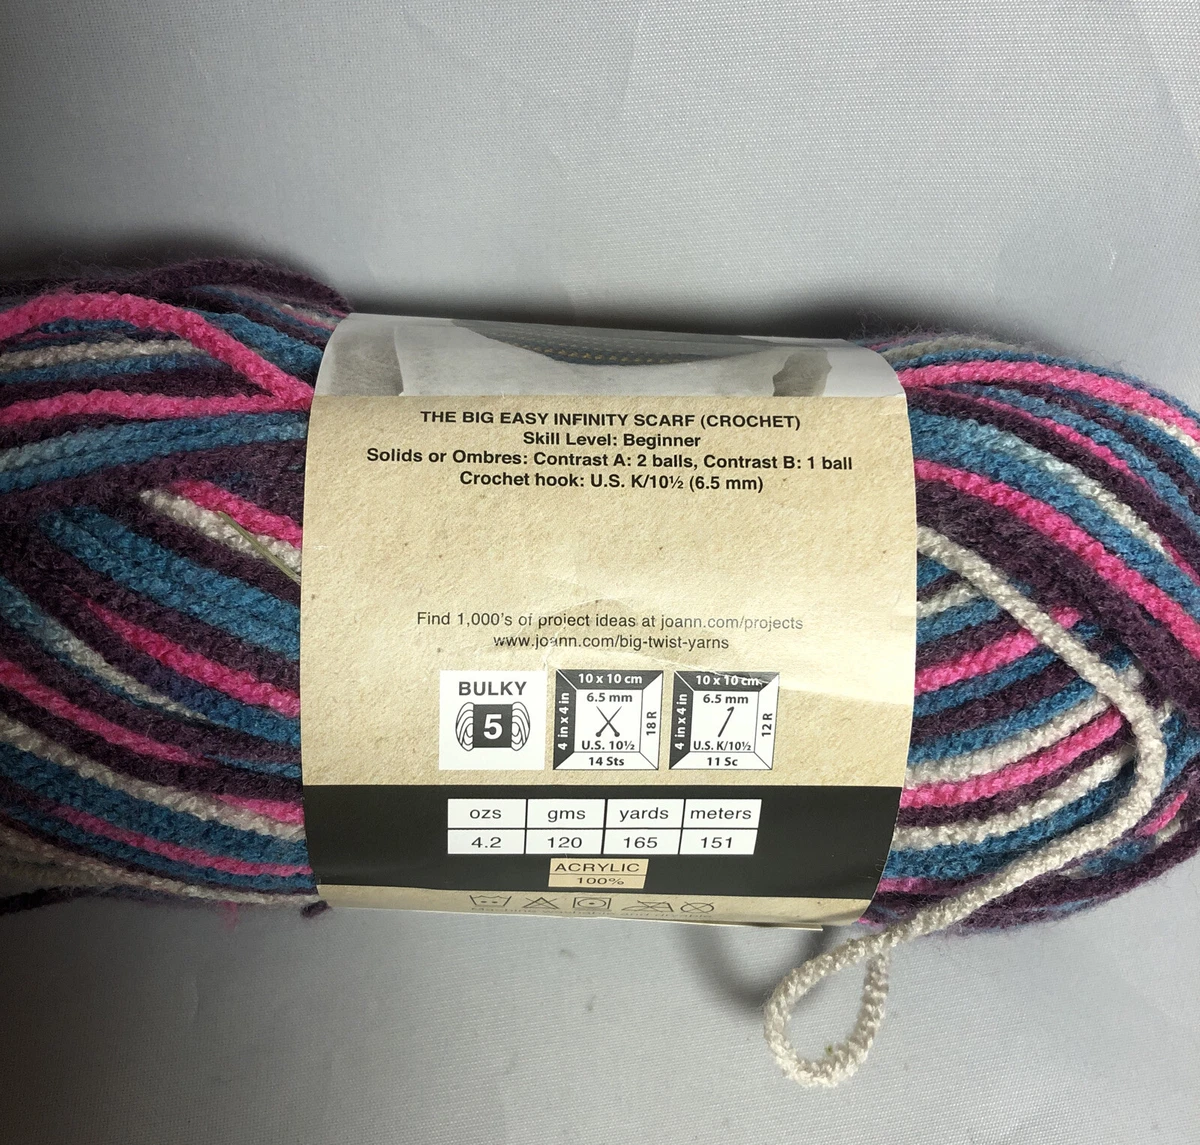 THE BIG EASY INFINITY SCARF (CROCHET)
Skill Level: Beginner
Solids or Ombres: Contrast A: 2 balls, Contrast B: 1 ball
Crochet hook: U.S. K/10½ (6.5 mm)
Find 1,000's of project ideas at joann.com/projects
www.joann.com/big-twist-yarns
BULKY
5
10 x 10 cm
4 in x 4 in
6.5 mm
18 R
U.S. 10½
14 Sts
10 x 10 cm
4 in x 4 in
6.5 mm
12 R
U.S. K/10½
11 Sc
ozs gms yards meters
4.2 120 165 151
ACRYLIC
100%
Machine washable and dryable